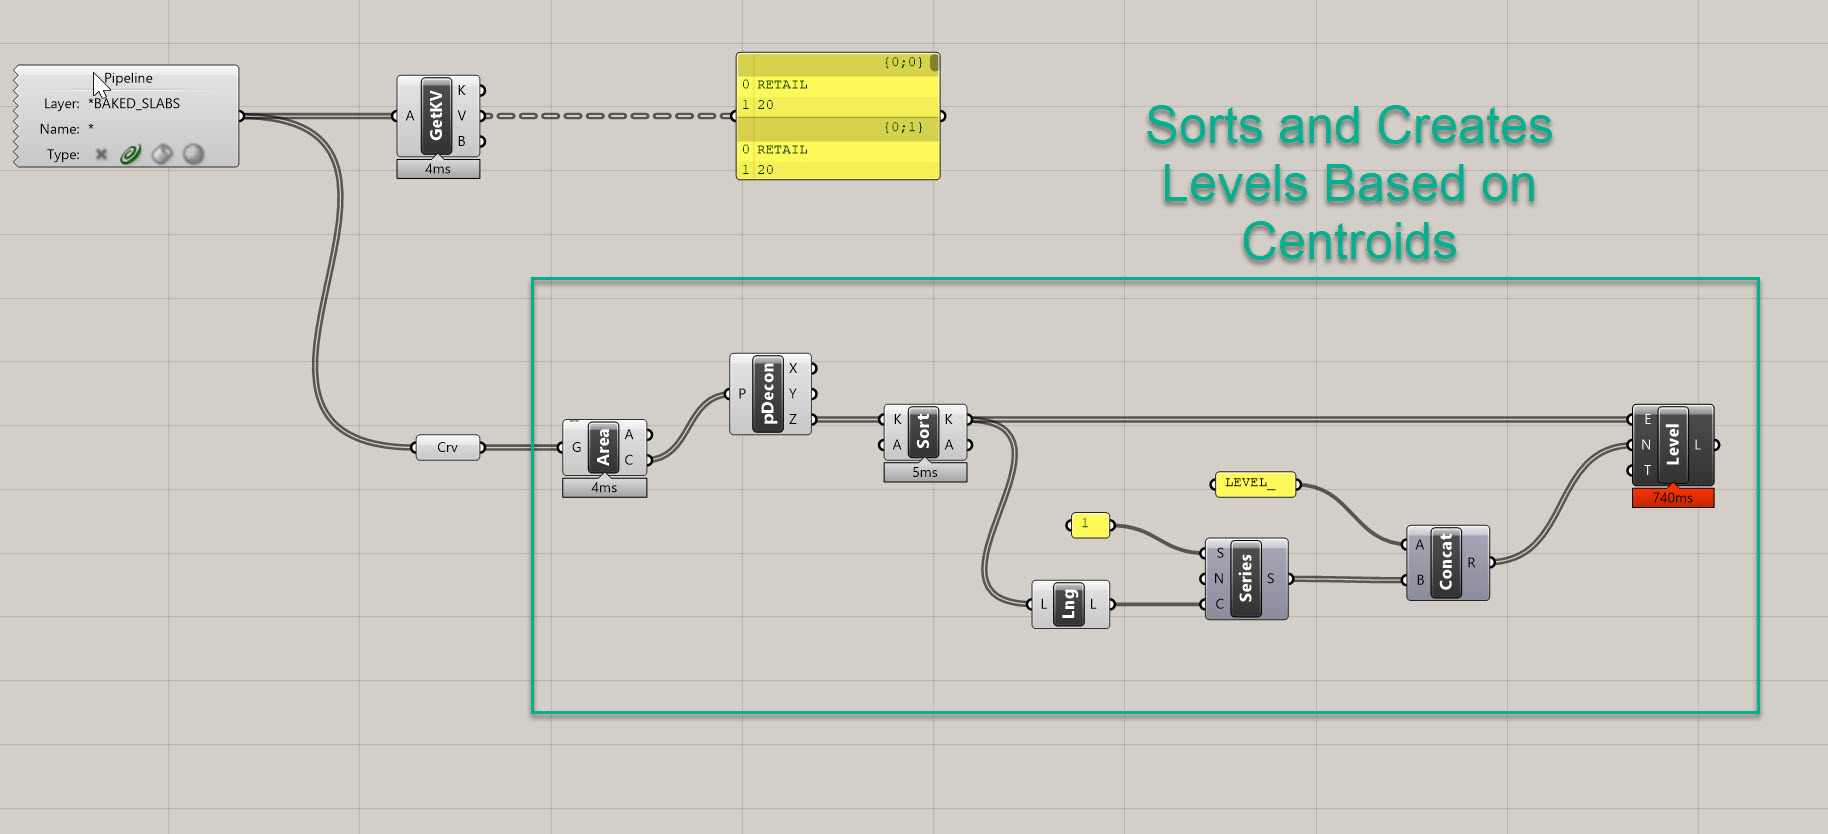 Pipeline
Layer: *BAKED_SLABS
Name: *
Type:
A GetKV K V B
4ms
{0;0}
0 RETAIL
1 20
{0;1}
0 RETAIL
1 20
Sorts and Creates
Levels Based on
Centroids
Crv
G Area A C
4ms
P pDecon X Y Z
K A Sort K A
5ms
L Lng L
1
LEVEL_
S N C Series S
A B Concat R
E N T Level L
740ms